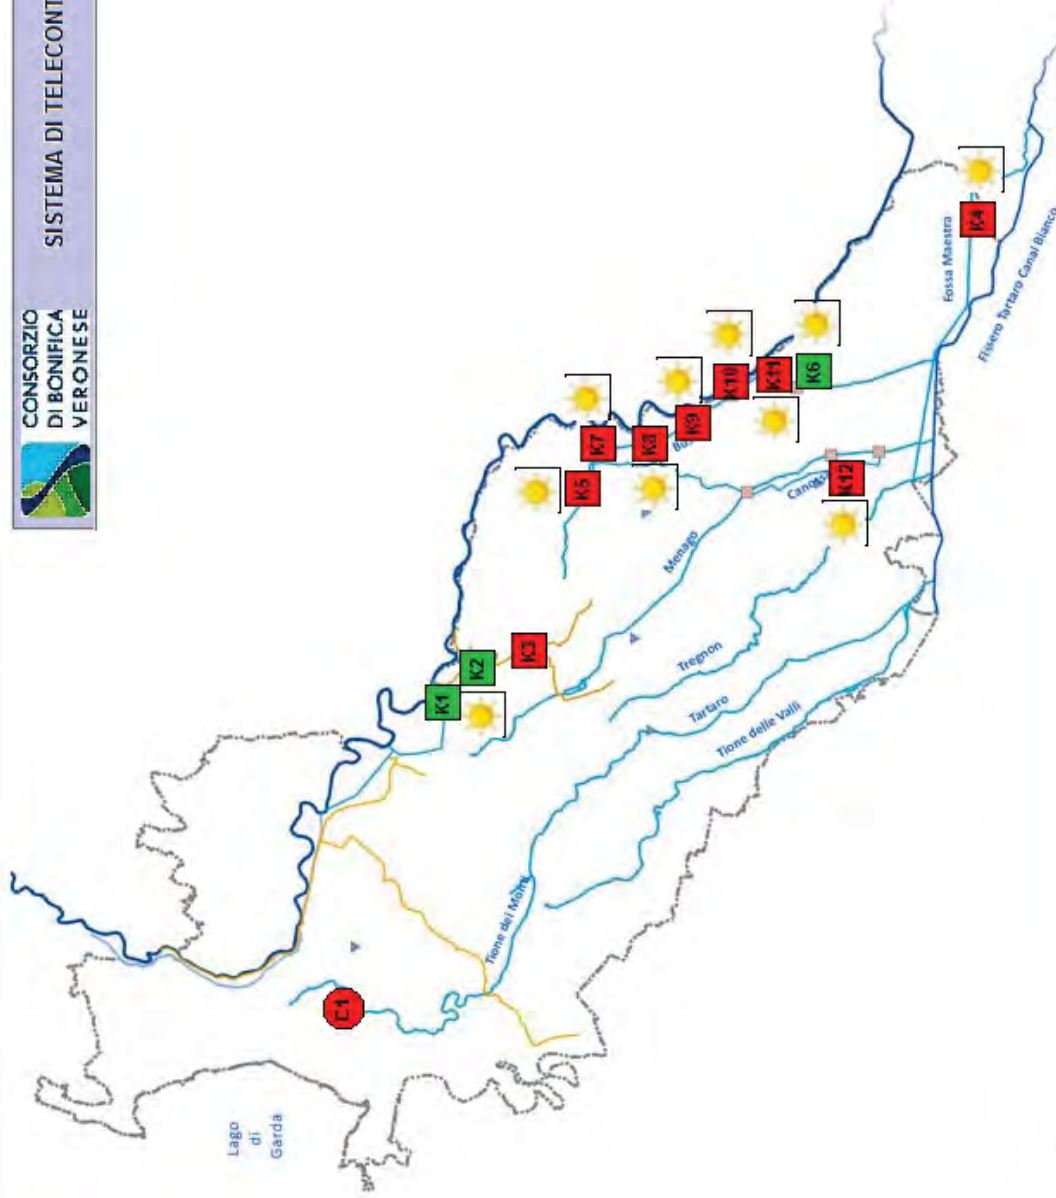 CONSORZIO
DI BONIFICA
VERONESE
SISTEMA DI TELECONT
Lago
di
Garda
C1
Tione dei Molini
K1
K2
K3
Tione delle Valli
Tartaro
Tregnon
Menago
K5
K7
K8
K9
K10
K11
K6
K12
K4
Fossa Maestra
Fissero Tartaro Canal Bianco